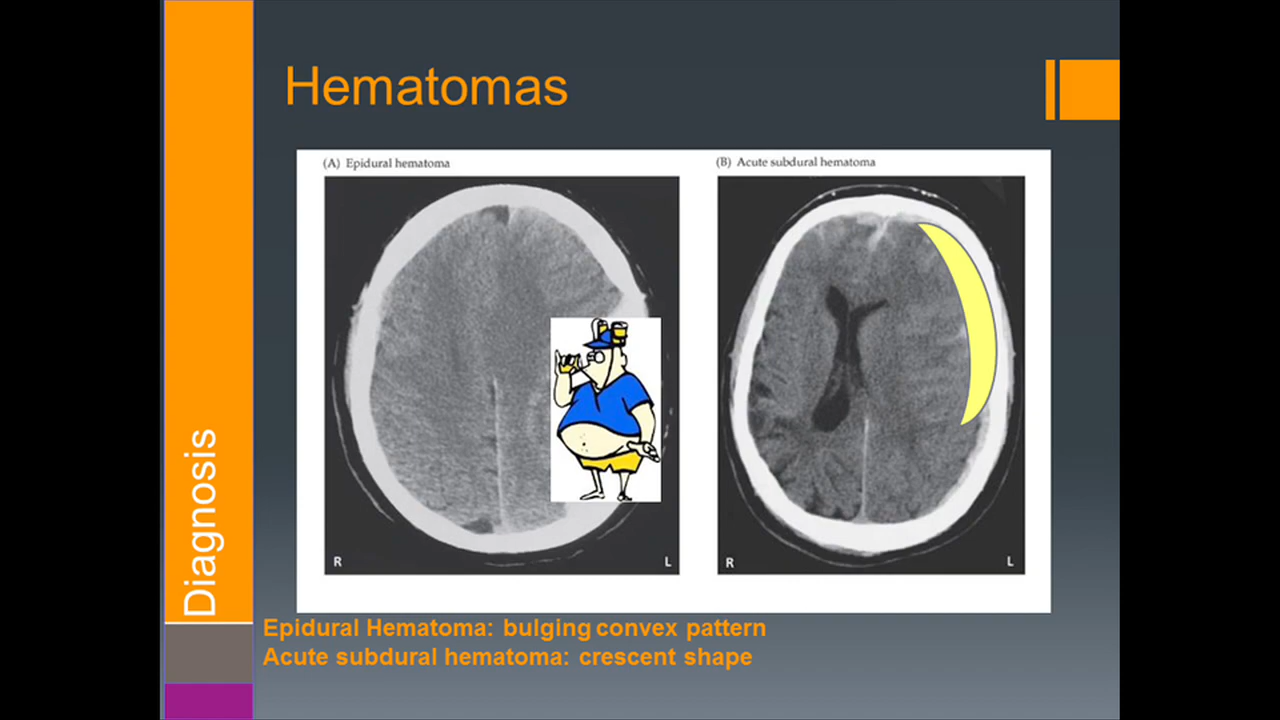 Hematomas
(A) Epidural hematoma
(B) Acute subdural hematoma
R
L
R
L
Diagnosis
Epidural Hematoma: bulging convex pattern
Acute subdural hematoma: crescent shape